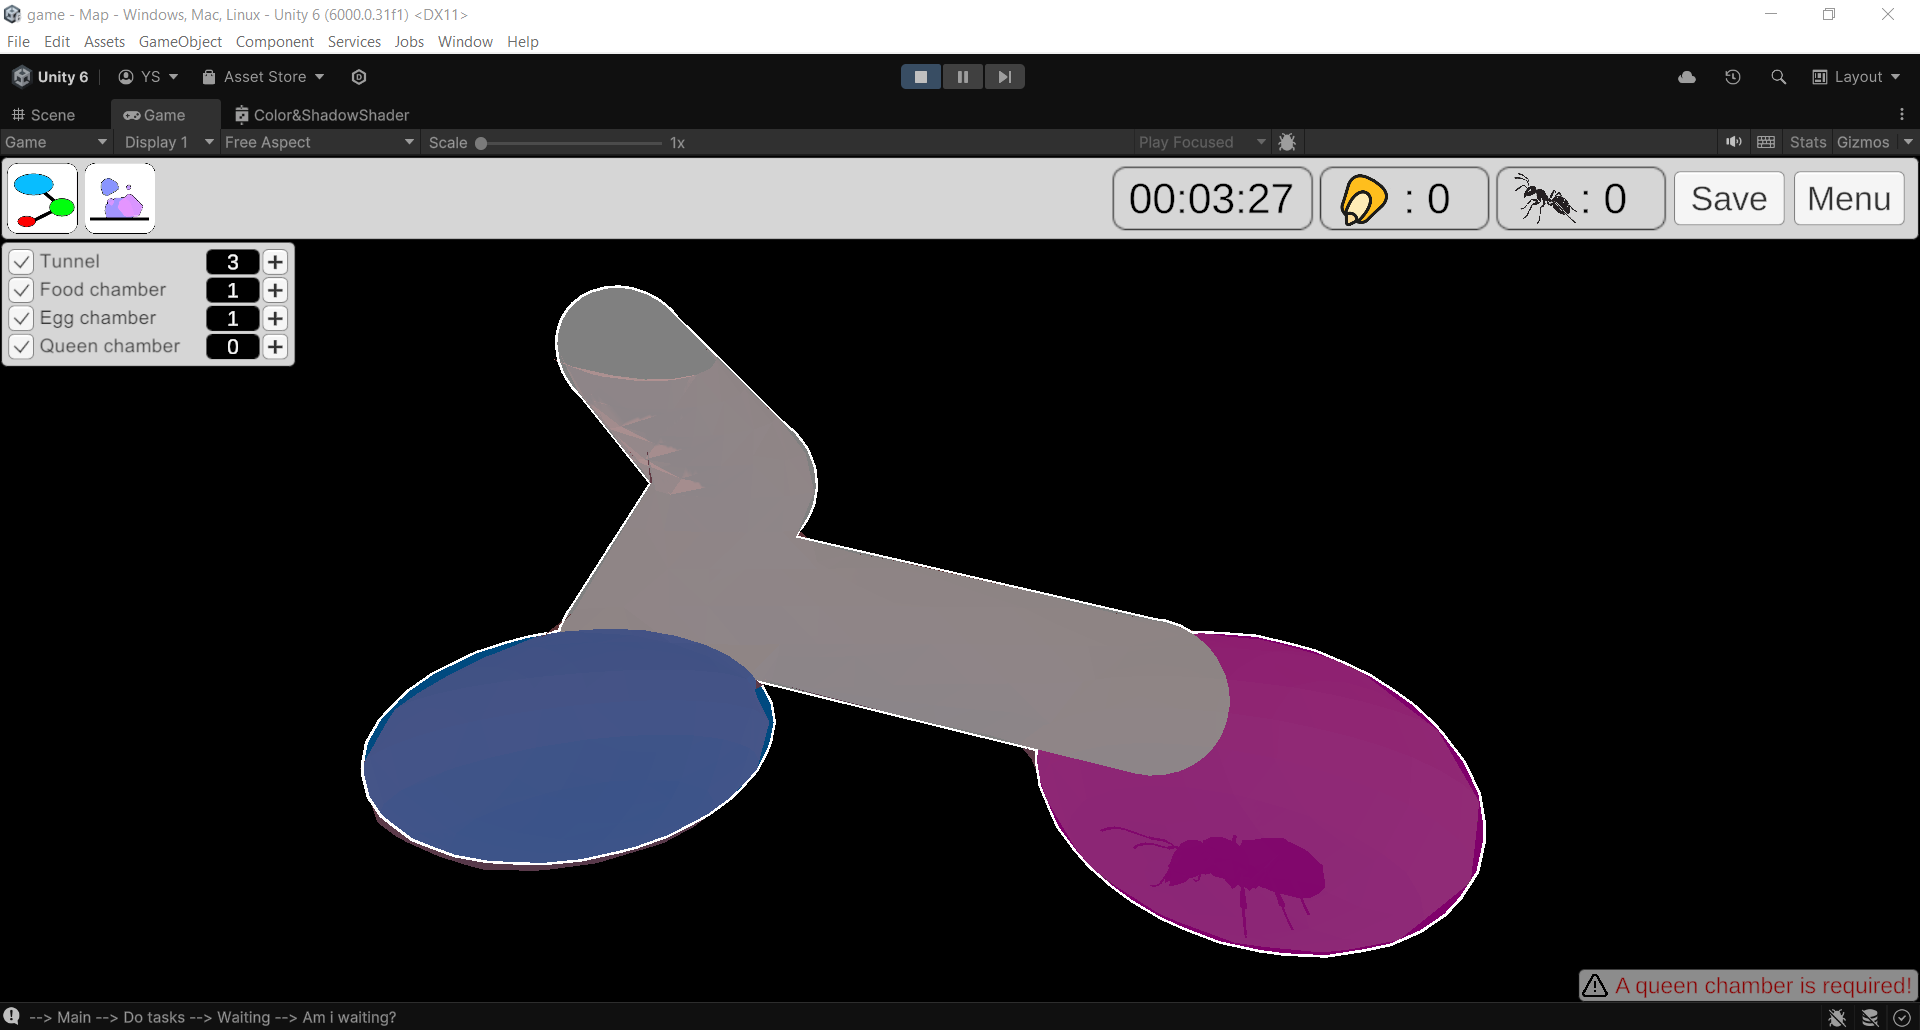 game - Map - Windows, Mac, Linux - Unity 6 (6000.0.31f1) <DX11>
File Edit Assets GameObject Component Services Jobs Window Help
Unity 6 YS Asset Store Layout
Scene Game Color&ShadowShader
Game Display 1 Free Aspect Scale 1x Play Focused Stats Gizmos
00:03:27 : 0 : 0 Save Menu
Tunnel 3 +
Food chamber 1 +
Egg chamber 1 +
Queen chamber 0 +
A queen chamber is required!
--> Main --> Do tasks --> Waiting --> Am i waiting?